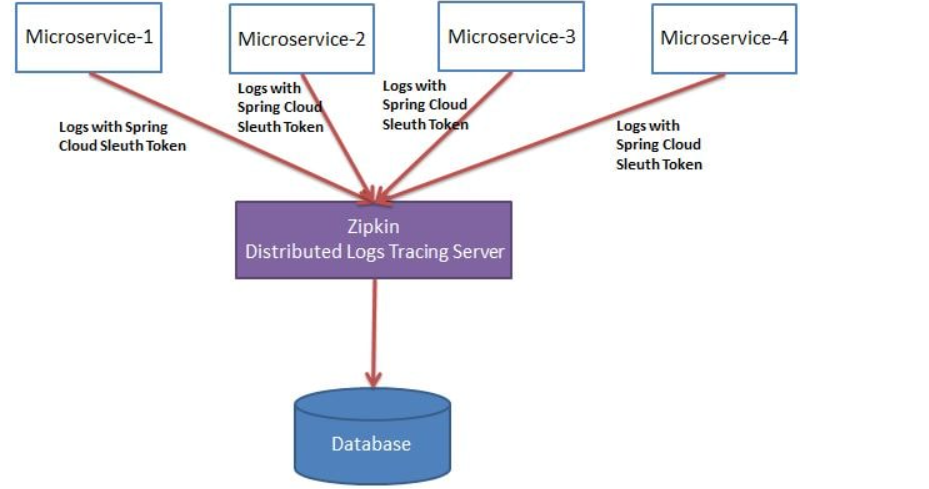 Microservice-1
Microservice-2
Microservice-3
Microservice-4
Logs with Spring
Cloud Sleuth Token
Logs with
Spring Cloud
Sleuth Token
Logs with
Spring Cloud
Sleuth Token
Logs with
Spring Cloud
Sleuth Token
Zipkin
Distributed Logs Tracing Server
Database